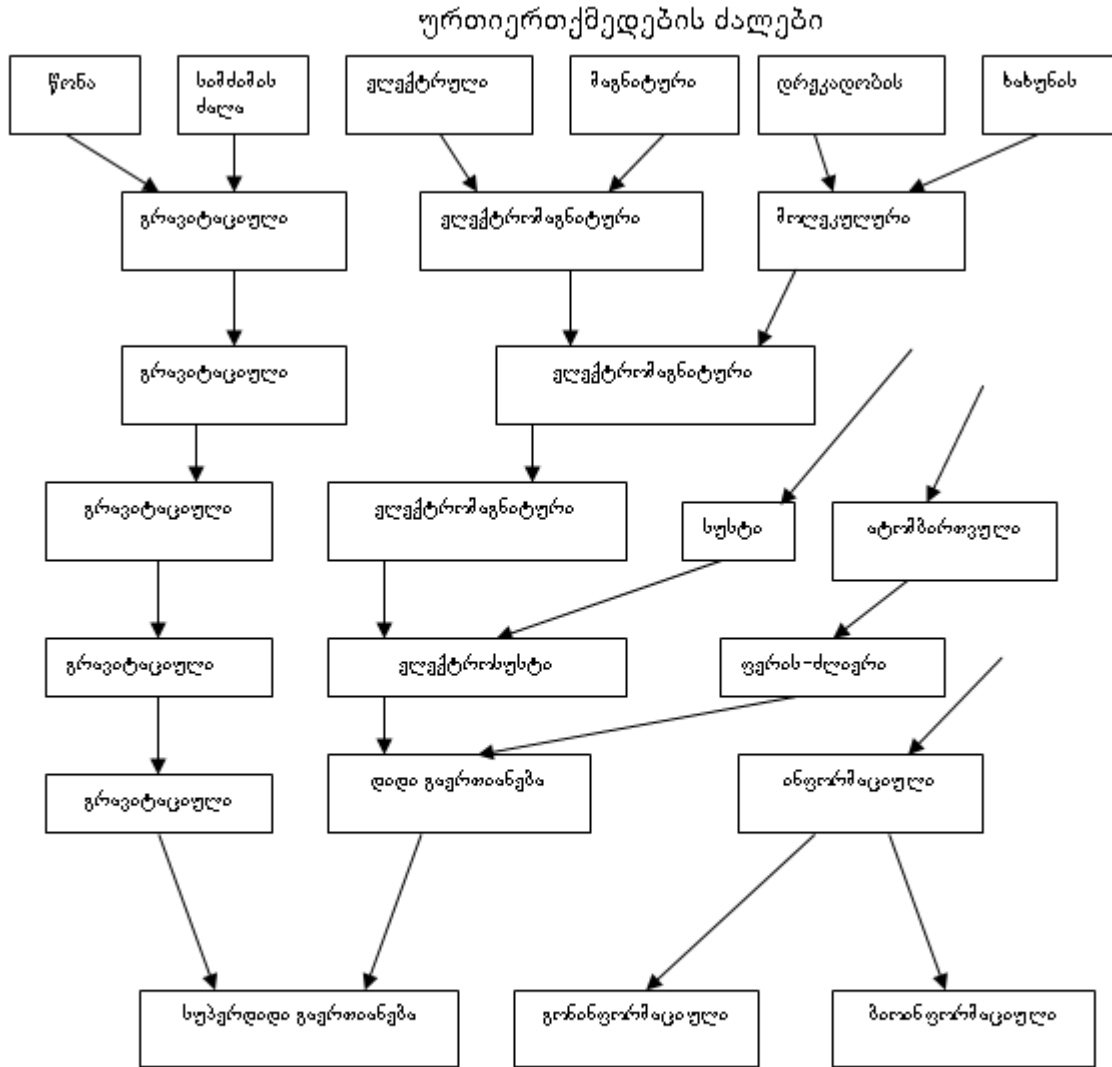 ურთიერთქმედების ძალები
წონა
სიმძიმის
ძალა
ელექტრული
მაგნიტური
დრეკადობის
ხახუნის
გრავიტაციული
ელექტრომაგნიტური
მოლეკულური
გრავიტაციული
ელექტრომაგნიტური
გრავიტაციული
ელექტრომაგნიტური
სუსტი
ატომბირთვული
გრავიტაციული
ელექტროსუსტი
ფერის-ძლიერი
გრავიტაციული
დიდი გაერთიანება
ინფორმაციული
სუპერდიდი გაერთიანება
გონინფორმაციული
ბიოინფორმაციული